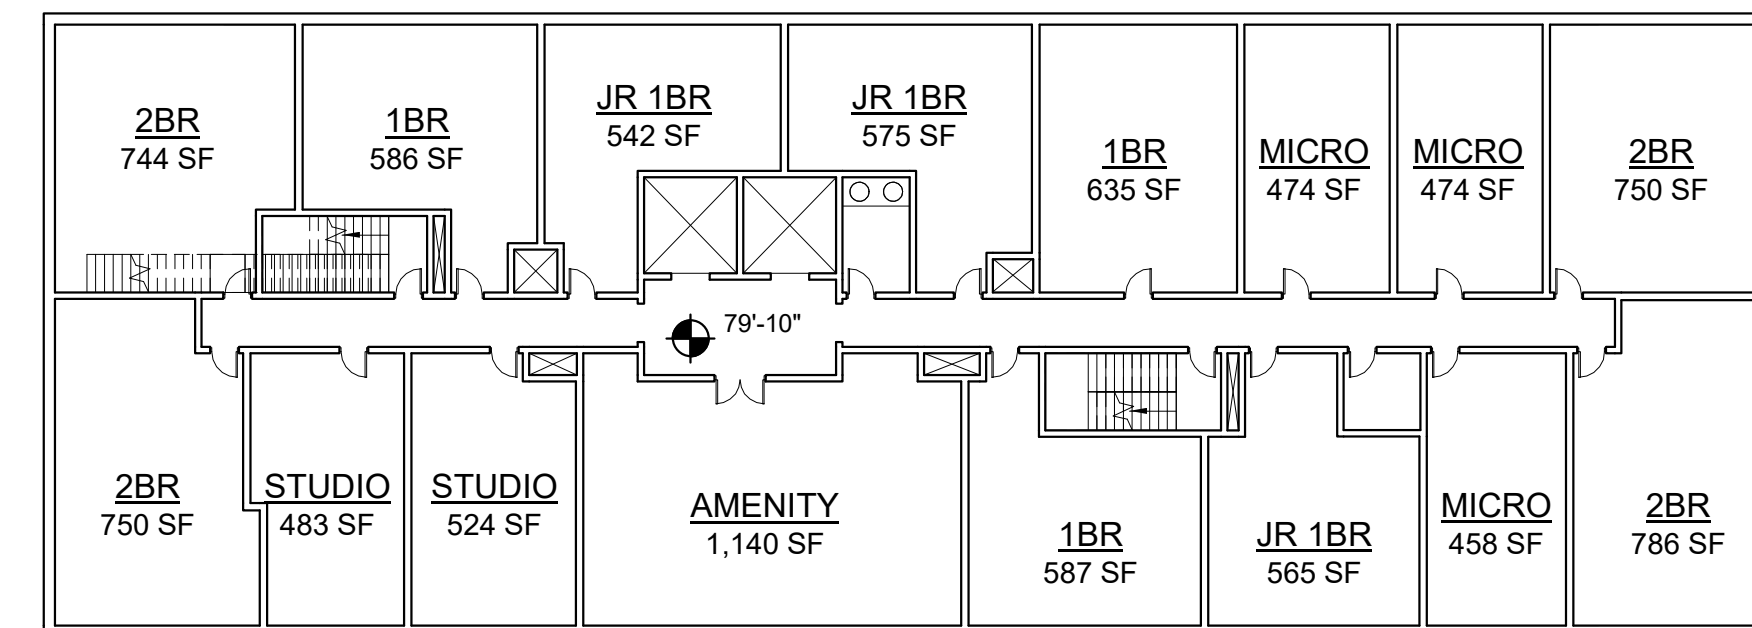 2BR
744 SF
1BR
586 SF
JR 1BR
542 SF
JR 1BR
575 SF
1BR
635 SF
MICRO
474 SF
MICRO
474 SF
2BR
750 SF
79'-10"
2BR
750 SF
STUDIO
483 SF
STUDIO
524 SF
AMENITY
1,140 SF
1BR
587 SF
JR 1BR
565 SF
MICRO
458 SF
2BR
786 SF